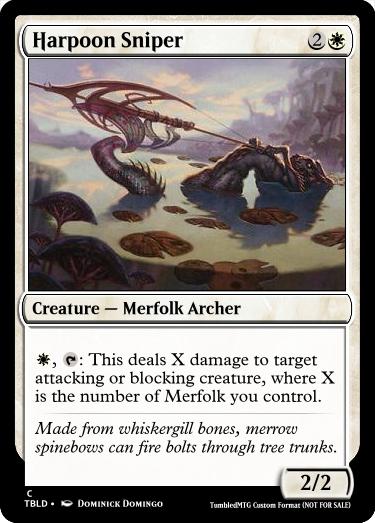 Harpoon Sniper 2
Creature — Merfolk Archer
, : This deals X damage to target
attacking or blocking creature, where X
is the number of Merfolk you control.
Made from whiskergill bones, merrow
spinebows can fire bolts through tree trunks.
2/2
C
TBLD • Dominick Domingo
TumbledMTG Custom Format (NOT FOR SALE)